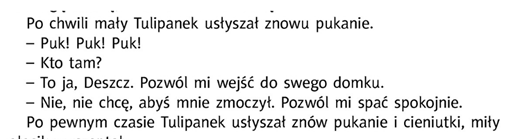 Po chwili mały Tulipanek usłyszał znowu pukanie.
– Puk! Puk! Puk!
– Kto tam?
– To ja, Deszcz. Pozwól mi wejść do swego domku.
– Nie, nie chcę, abyś mnie zmoczył. Pozwól mi spać spokojnie.
Po pewnym czasie Tulipanek usłyszał znów pukanie i cieniutki, miły